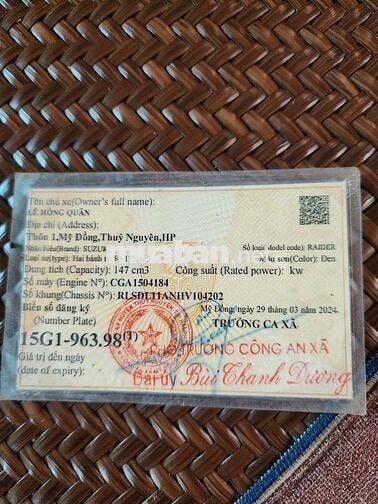 Tên chủ xe(Owner's full name):
LÊ HỒNG QUÂN
Địa chỉ (Address):
Thôn 1,Mỹ Đồng,Thuỷ Nguyên,HP
Nhãn hiệu(Brand): SUZUKI Số loại(Model code): RAIDER
Loại xe(type): Hai bánh Màu sơn(Color): Đen
Dung tích (Capacity): 147 cm3 Công suất (Rated power): kw
Số máy (Engine N°): CGA1504184
Số khung(Chassis N°): RLSDL11ANHV104202
Biển số đăng ký Mỹ Đồng, ngày 29 tháng 03 năm 2024
(Number Plate) TRƯỞNG CA XÃ
15G1-963.98(T)
Giá trị đến ngày TRƯỞNG CÔNG AN XÃ
(date of expiry): Đại úy Bùi Thanh Dương